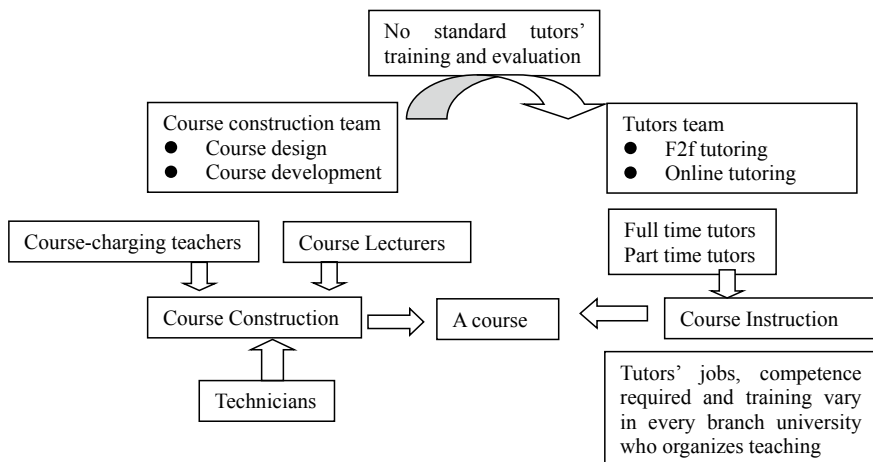 No standard tutors’
training and evaluation
Course construction team
● Course design
● Course development
Tutors team
● F2f tutoring
● Online tutoring
Course-charging teachers
Course Lecturers
Full time tutors
Part time tutors
Course Construction
A course
Course Instruction
Technicians
Tutors’ jobs, competence
required and training vary
in every branch university
who organizes teaching